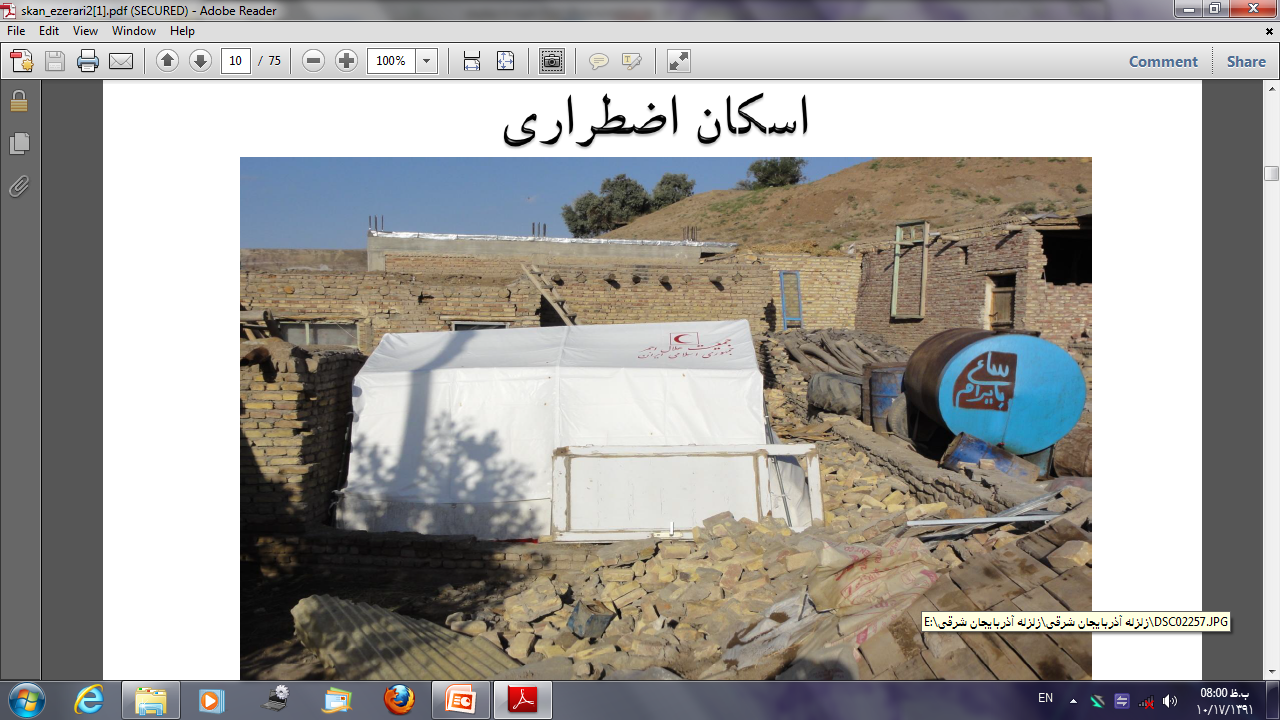 skan_ezerari2[1].pdf (SECURED) - Adobe Reader
File Edit View Window Help
10 / 75 100% Comment Share
اسکان اضطراری
جمعیت هلال احمر
جمهوری اسلامی ایران
ساعی
بایرام
E:\زلزله آذربایجان شرقی\زلزله آذربایجان شرقی\DSC02257.JPG
EN
08:00 ب.ظ
۱۰/۱۷/۱۳۹۱